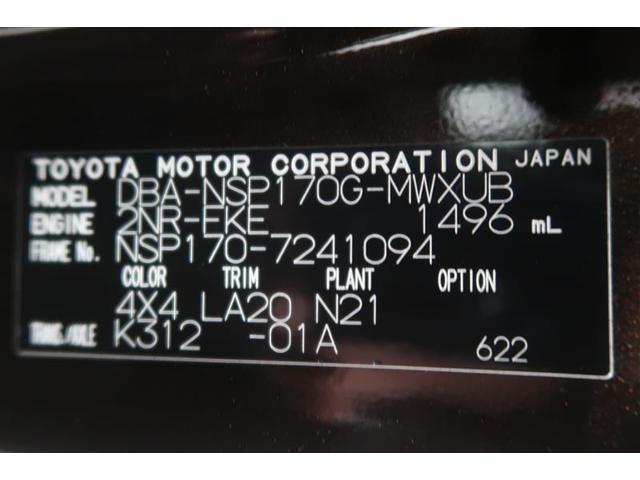 TOYOTA MOTOR CORPORATION JAPAN
MODEL DBA-NSP170G-MWXUB
ENGINE 2NR-FKE 1496 mL
FRAME No. NSP170-7241094
COLOR TRIM PLANT OPTION
4X4 LA20 N21
TRANS./AXLE K312 -01A
622